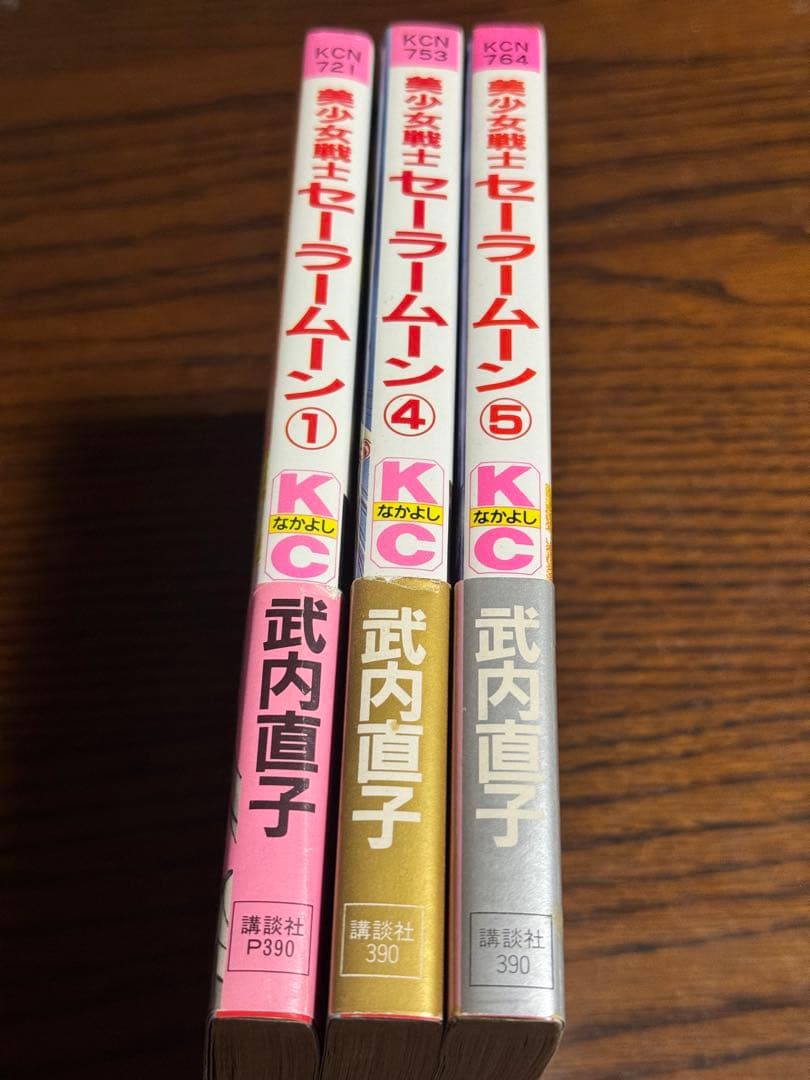 KCN
721
美少女戦士
セーラームーン①
K
なかよし
C
武内直子
講談社
P390
KCN
753
美少女戦士
セーラームーン④
K
なかよし
C
武内直子
講談社
390
KCN
764
美少女戦士
セーラームーン⑤
K
なかよし
C
武内直子
講談社
390